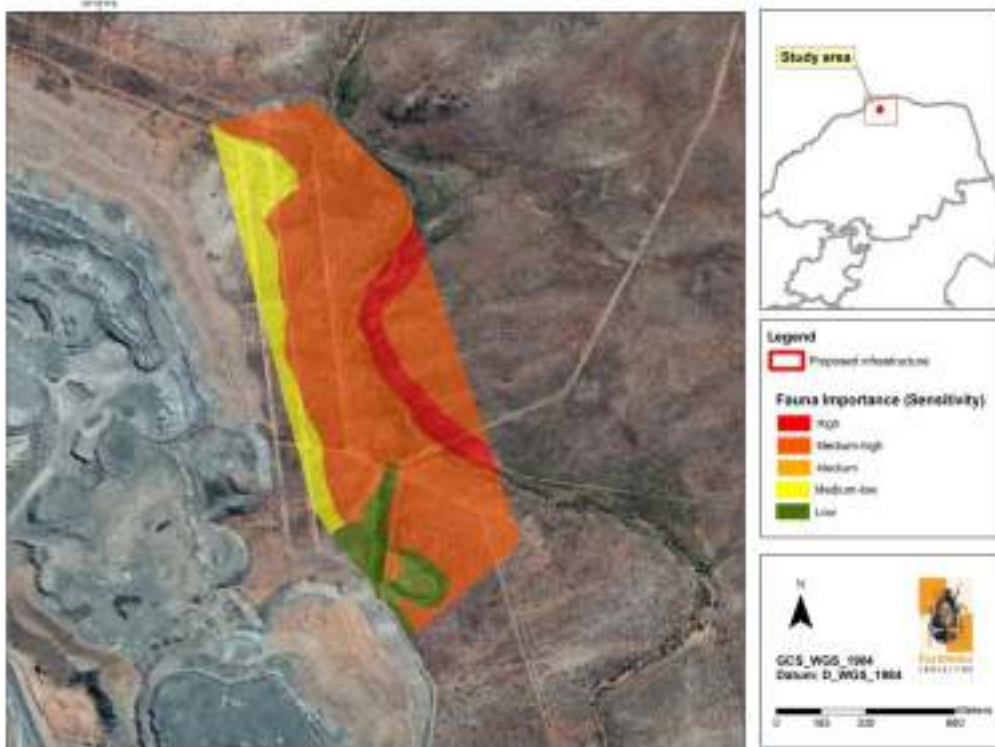 Study area
Legend
Proposed infrastructure
Fauna Importance (Sensitivity)
High
Medium-high
Medium
Medium-low
Low
N
GCS_WGS_1984
Datum: D_WGS_1984
Meters
0